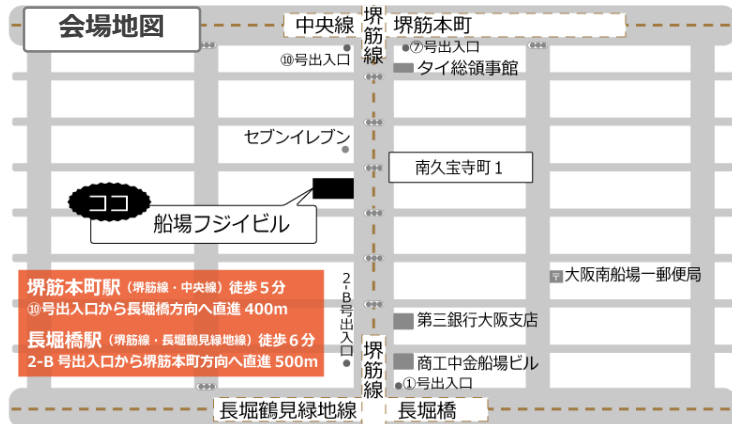 会場地図
中央線
堺筋線
堺筋本町
⑩号出入口
⑦号出入口
タイ総領事館
セブンイレブン
南久宝寺町1
ココ
船場フジイビル
堺筋本町駅（堺筋線・中央線）徒歩5分
⑩号出入口から長堀橋方向へ直進 400m
長堀橋駅（堺筋線・長堀鶴見緑地線）徒歩6分
2-B 号出入口から堺筋本町方向へ直進 500m
2-B号出入口
〒大阪南船場一郵便局
第三銀行大阪支店
堺筋線
商工中金船場ビル
①号出入口
長堀鶴見緑地線
長堀橋